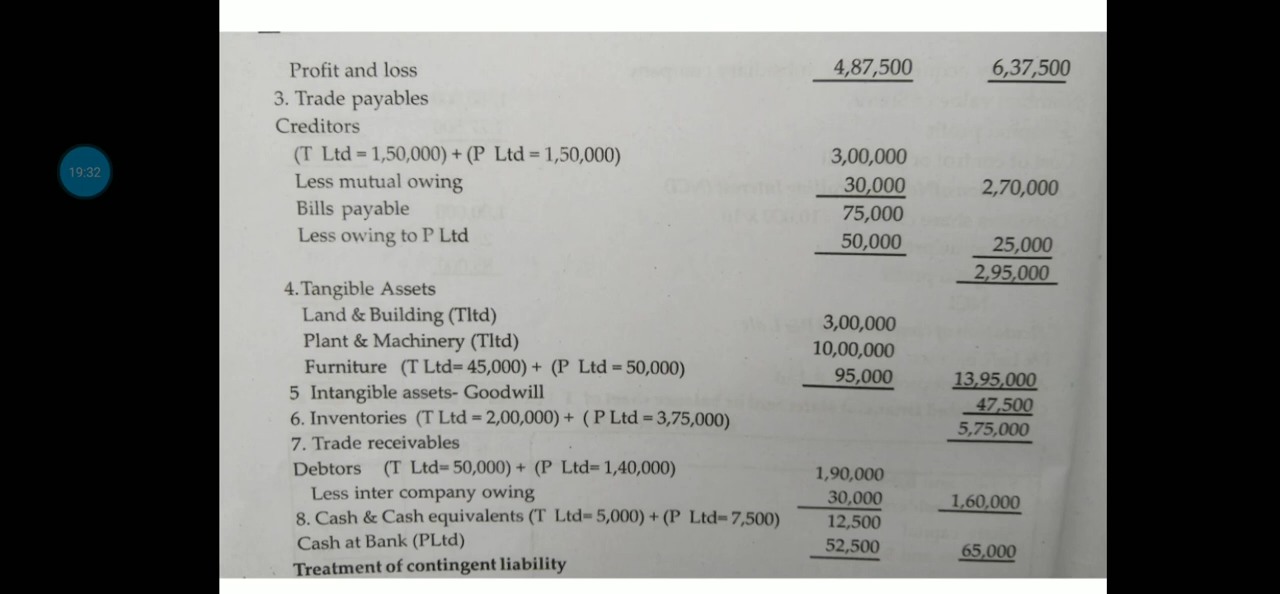 19:32
Profit and loss 4,87,500 6,37,500
3. Trade payables
Creditors
(T Ltd = 1,50,000) + (P Ltd = 1,50,000) 3,00,000
Less mutual owing 30,000 2,70,000
Bills payable 75,000
Less owing to P Ltd 50,000 25,000
2,95,000
4. Tangible Assets
Land & Building (Tltd) 3,00,000
Plant & Machinery (Tltd) 10,00,000
Furniture (T Ltd= 45,000) + (P Ltd = 50,000) 95,000 13,95,000
5 Intangible assets- Goodwill 47,500
6. Inventories (T Ltd = 2,00,000) + ( P Ltd = 3,75,000) 5,75,000
7. Trade receivables
Debtors (T Ltd= 50,000) + (P Ltd= 1,40,000) 1,90,000
Less inter company owing 30,000 1,60,000
8. Cash & Cash equivalents (T Ltd= 5,000) + (P Ltd= 7,500) 12,500
Cash at Bank (PLtd) 52,500 65,000
Treatment of contingent liability